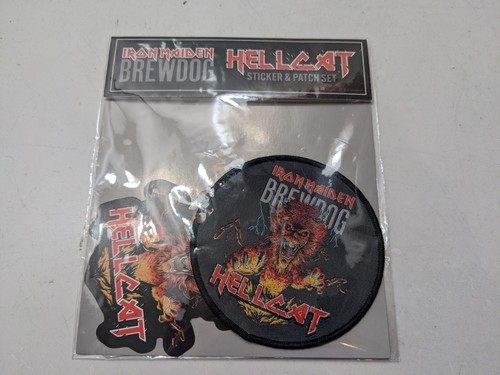 IRON MAIDEN
BREWDOG
HELLCAT
STICKER & PATCH SET
IRON MAIDEN
BREWDOG
HELLCAT
HELLCAT